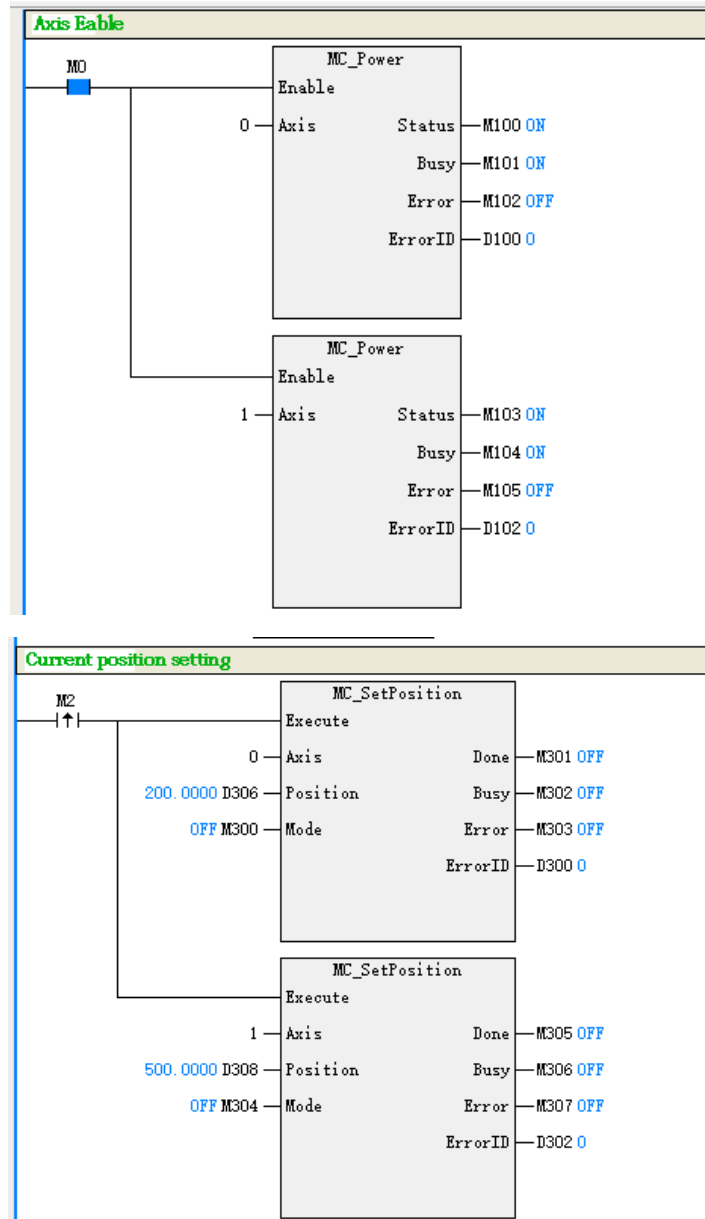 Axis Eable
M0
MC_Power
Enable
0 Axis Status M100 ON
Busy M101 ON
Error M102 OFF
ErrorID D100 0
MC_Power
Enable
1 Axis Status M103 ON
Busy M104 ON
Error M105 OFF
ErrorID D102 0
Current position setting
M2
MC_SetPosition
Execute
0 Axis Done M301 OFF
200.0000 D306 Position Busy M302 OFF
OFF M300 Mode Error M303 OFF
ErrorID D300 0
MC_SetPosition
Execute
1 Axis Done M305 OFF
500.0000 D308 Position Busy M306 OFF
OFF M304 Mode Error M307 OFF
ErrorID D302 0